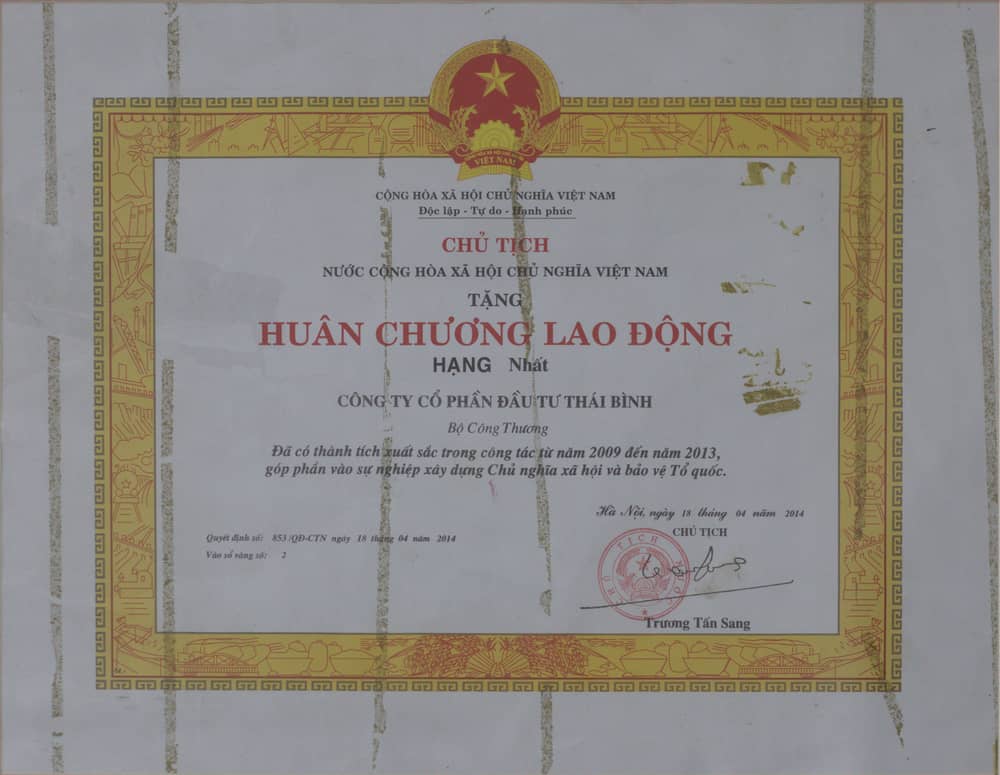 VIỆT NAM
CỘNG HÒA XÃ HỘI CHỦ NGHĨA VIỆT NAM
Độc lập - Tự do - Hạnh phúc
CHỦ TỊCH
NƯỚC CỘNG HÒA XÃ HỘI CHỦ NGHĨA VIỆT NAM
TẶNG
HUÂN CHƯƠNG LAO ĐỘNG
HẠNG Nhất
CÔNG TY CỔ PHẦN ĐẦU TƯ THÁI BÌNH
Bộ Công Thương
Đã có thành tích xuất sắc trong công tác từ năm 2009 đến năm 2013,
góp phần vào sự nghiệp xây dựng Chủ nghĩa xã hội và bảo vệ Tổ quốc.
Hà Nội, ngày 18 tháng 04 năm 2014
CHỦ TỊCH
Quyết định số: 853/QĐ-CTN ngày 18 tháng 04 năm 2014
Vào sổ vàng số: 2
CHỦ TỊCH NƯỚC
Trương Tấn Sang